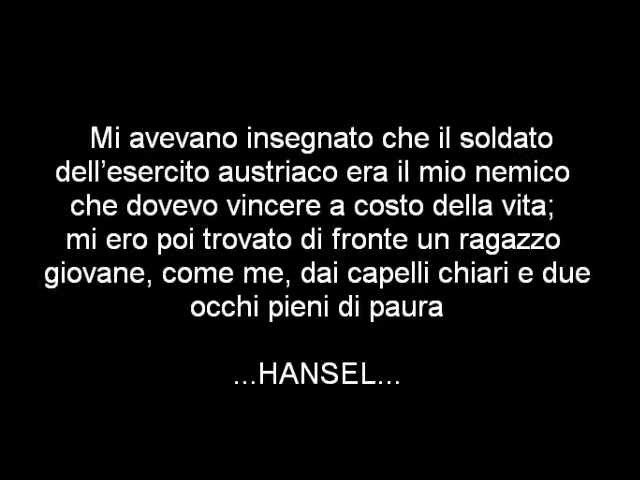 Mi avevano insegnato che il soldato
dell’esercito austriaco era il mio nemico
che dovevo vincere a costo della vita;
mi ero poi trovato di fronte un ragazzo
giovane, come me, dai capelli chiari e due
occhi pieni di paura
...HANSEL...